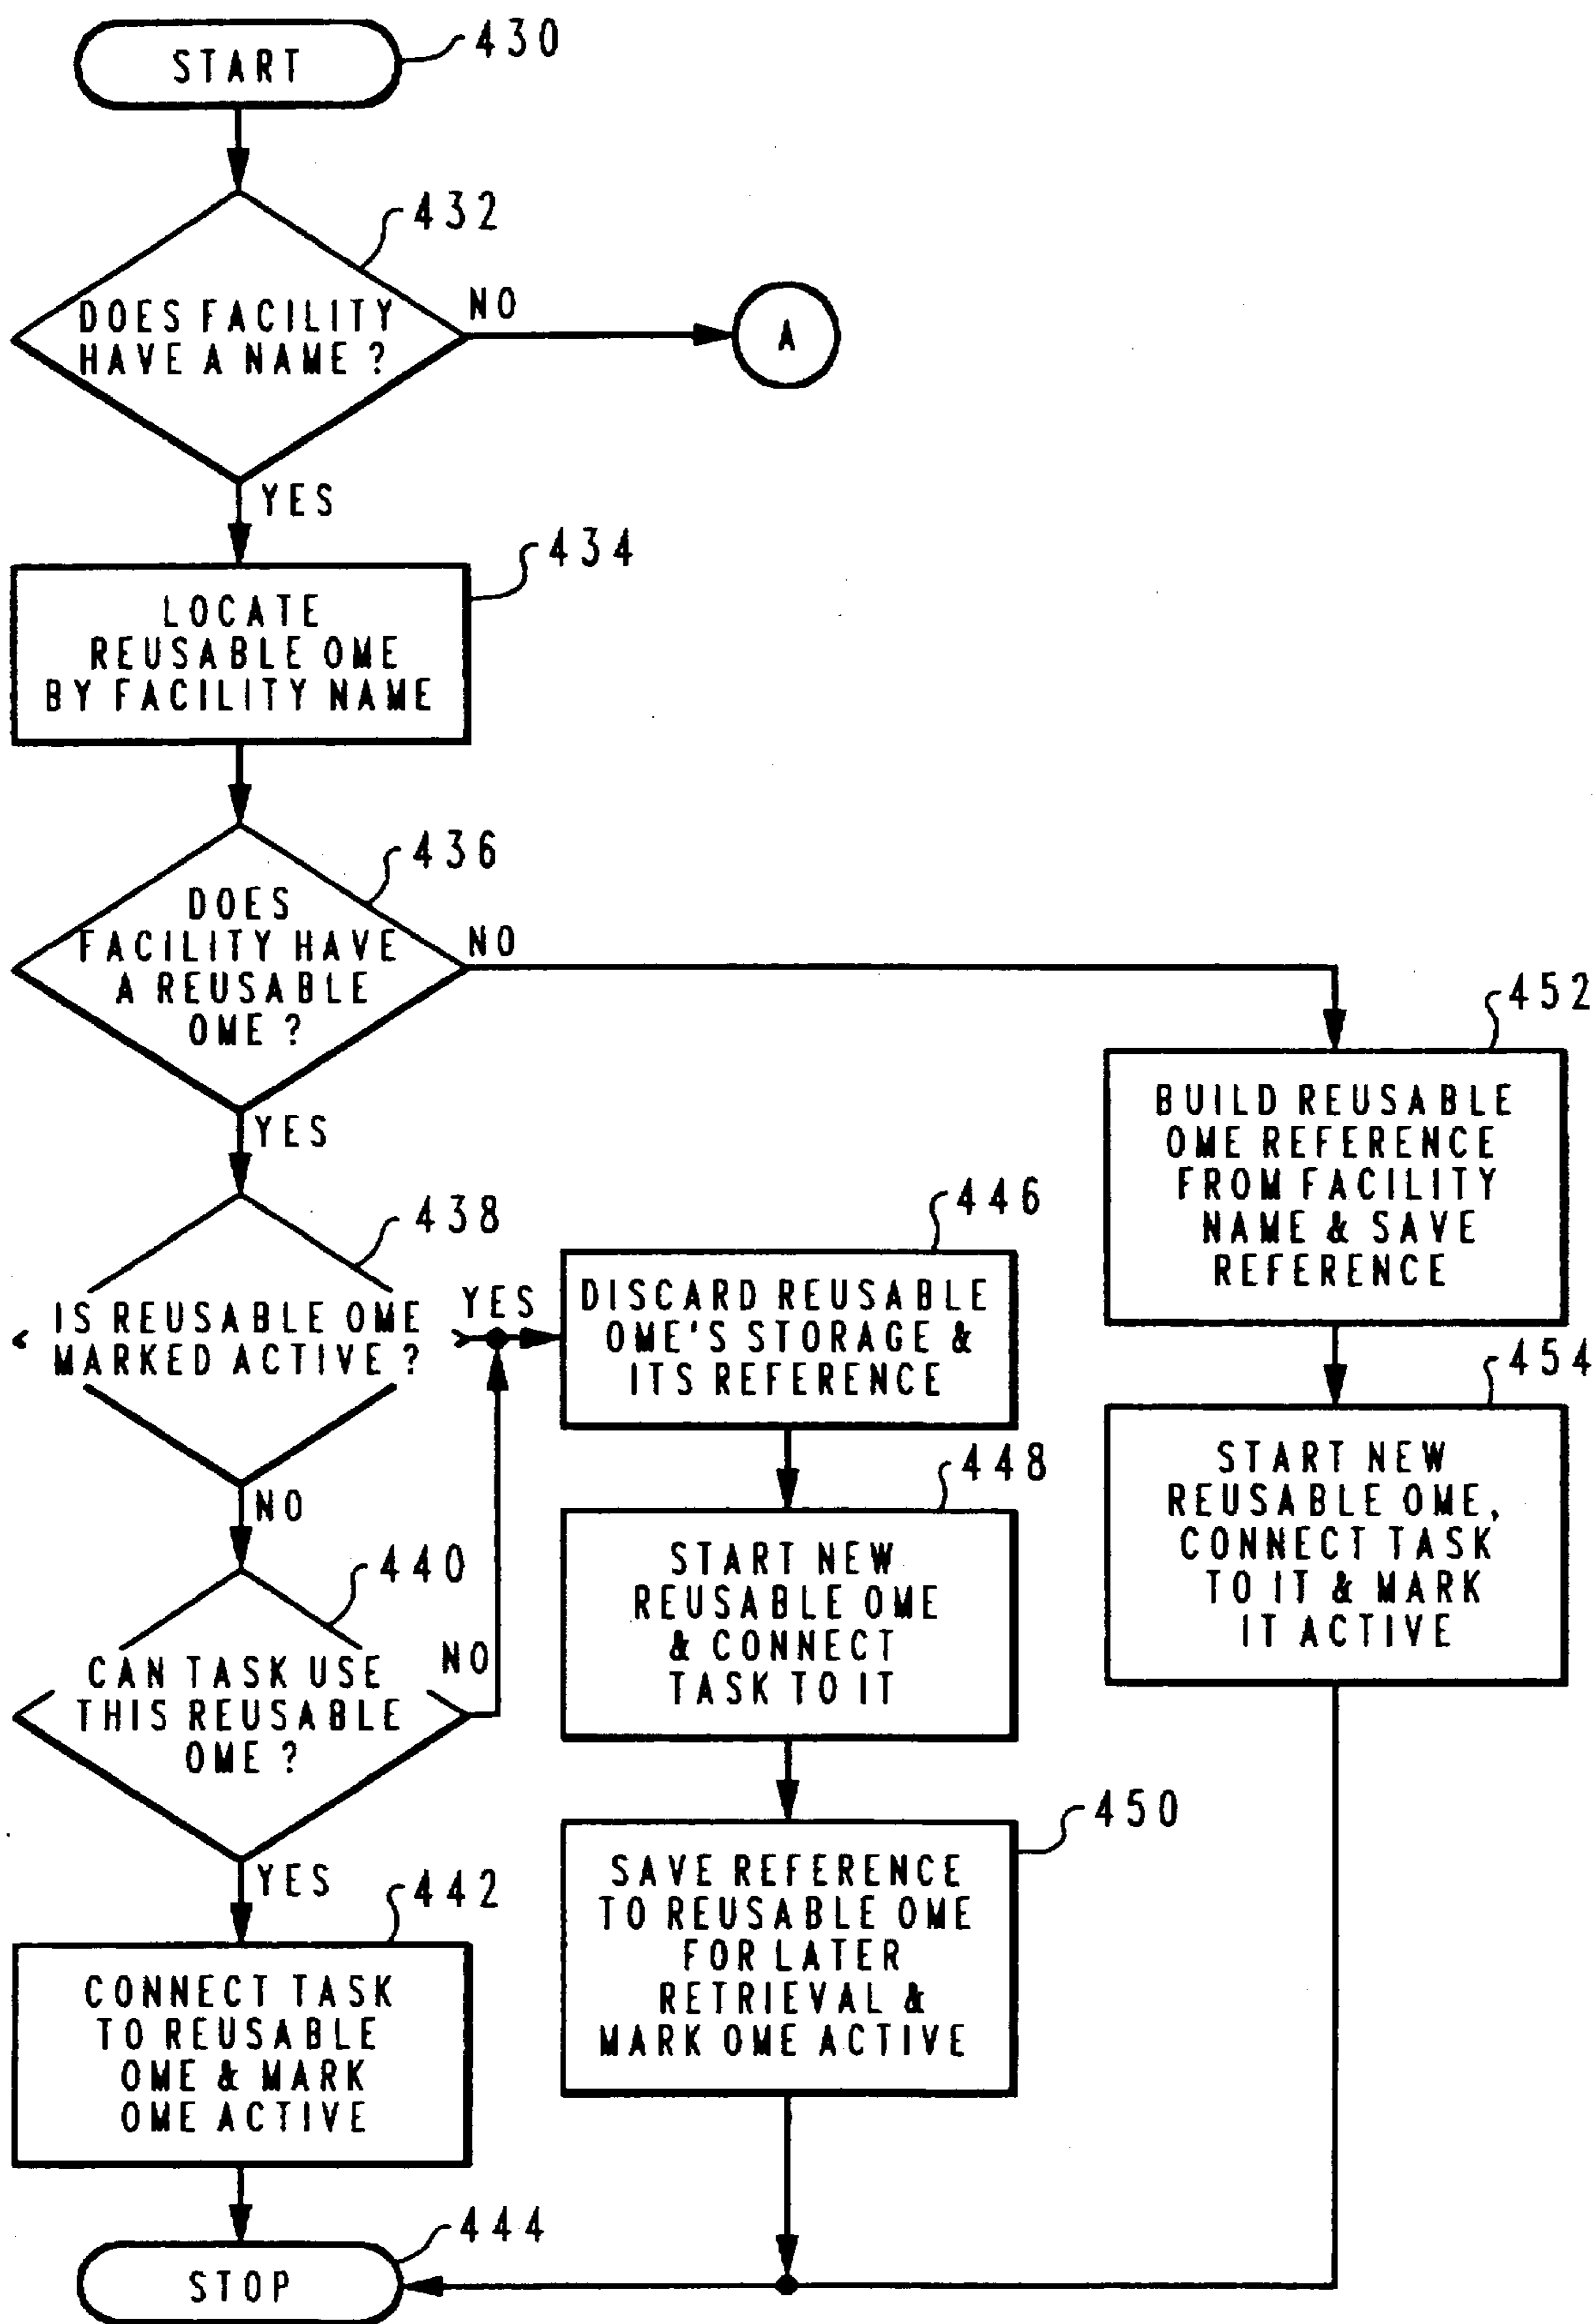 START
430
432
DOES FACILITY
HAVE A NAME ?
NO
A
YES
434
LOCATE
REUSABLE OME
BY FACILITY NAME
436
DOES
FACILITY HAVE
A REUSABLE
OME ?
NO
YES
452
BUILD REUSABLE
OME REFERENCE
FROM FACILITY
NAME & SAVE
REFERENCE
438
IS REUSABLE OME
MARKED ACTIVE ?
YES
NO
446
DISCARD REUSABLE
OME'S STORAGE &
ITS REFERENCE
454
START NEW
REUSABLE OME,
CONNECT TASK
TO IT & MARK
IT ACTIVE
448
START NEW
REUSABLE OME
& CONNECT
TASK TO IT
440
CAN TASK USE
THIS REUSABLE
OME ?
NO
YES
450
SAVE REFERENCE
TO REUSABLE OME
FOR LATER
RETRIEVAL &
MARK OME ACTIVE
442
CONNECT TASK
TO REUSABLE
OME & MARK
OME ACTIVE
444
STOP